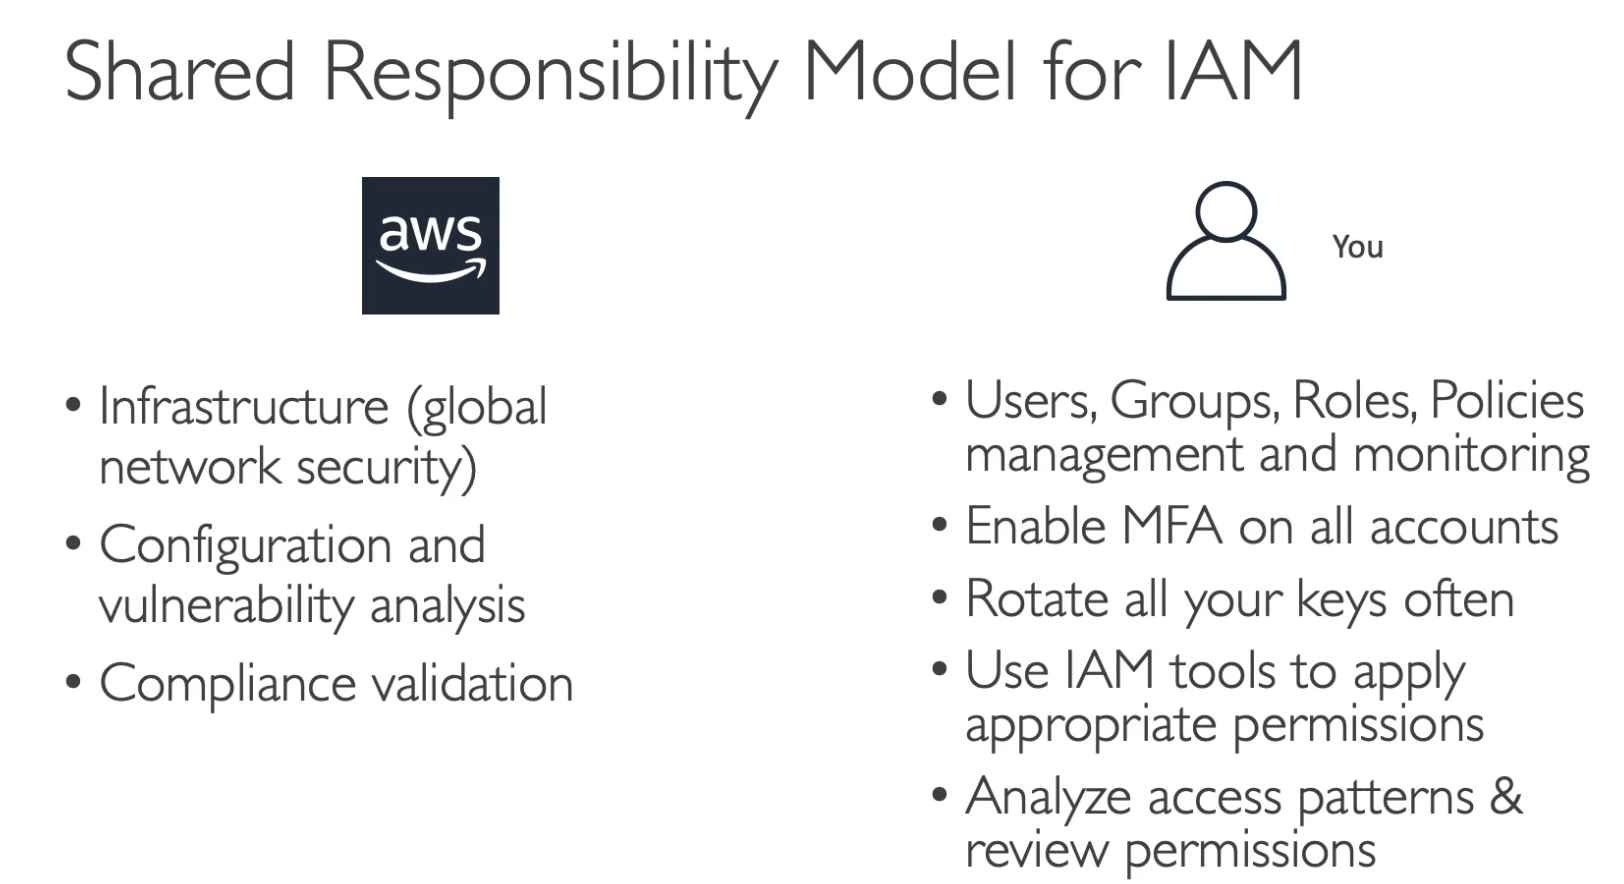 Shared Responsibility Model for IAM
aws
You
• Infrastructure (global
network security)
• Configuration and
vulnerability analysis
• Compliance validation
• Users, Groups, Roles, Policies
management and monitoring
• Enable MFA on all accounts
• Rotate all your keys often
• Use IAM tools to apply
appropriate permissions
• Analyze access patterns &
review permissions